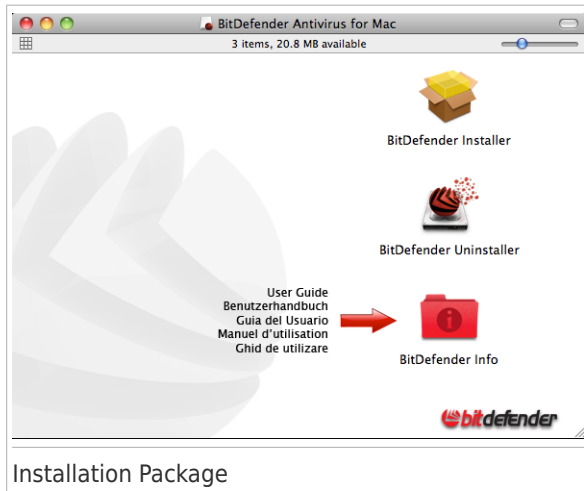 BitDefender Antivirus for Mac
3 items, 20.8 MB available
BitDefender Installer
BitDefender Uninstaller
User Guide
Benutzerhandbuch
Guia del Usuario
Manuel d'utilisation
Ghid de utilizare
BitDefender Info
bitdefender
Installation Package